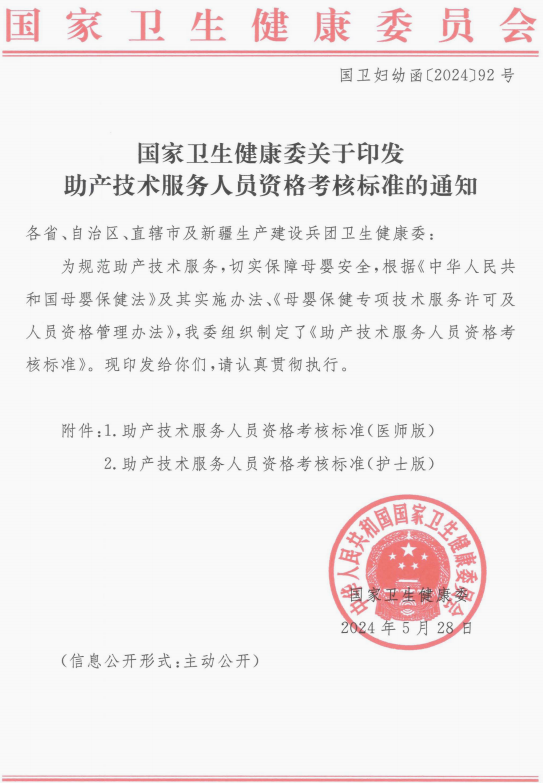 国家卫生健康委员会
国卫妇幼函〔2024〕92 号
国家卫生健康委关于印发
助产技术服务人员资格考核标准的通知
各省、自治区、直辖市及新疆生产建设兵团卫生健康委：
为规范助产技术服务，切实保障母婴安全，根据《中华人民共
和国母婴保健法》及其实施办法、《母婴保健专项技术服务许可及
人员资格管理办法》，我委组织制定了《助产技术服务人员资格考
核标准》。现印发给你们，请认真贯彻执行。
附件：1. 助产技术服务人员资格考核标准（医师版）
2. 助产技术服务人员资格考核标准（护士版）
中华人民共和国国家卫生健康委员会
国家卫生健康委
2024 年 5 月 28 日
（信息公开形式：主动公开）